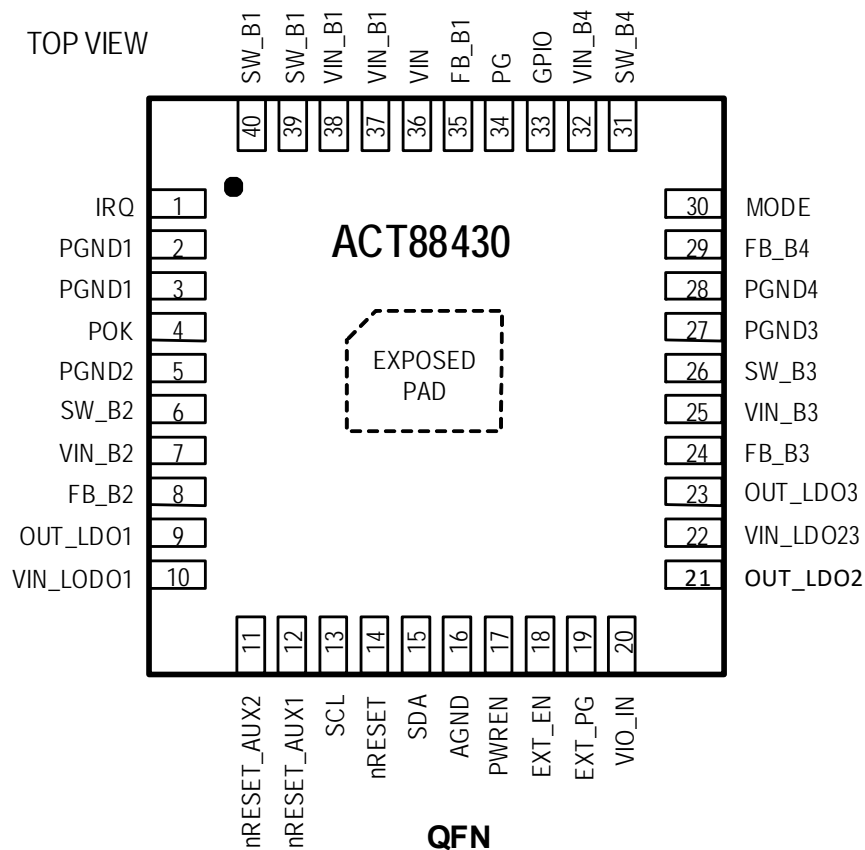 TOP VIEW
SW_B1
SW_B1
VIN_B1
VIN_B1
VIN
FB_B1
PG
GPIO
VIN_B4
SW_B4
40
39
38
37
36
35
34
33
32
31
IRQ 1
PGND1 2
PGND1 3
POK 4
PGND2 5
SW_B2 6
VIN_B2 7
FB_B2 8
OUT_LDO1 9
VIN_LODO1 10
ACT88430
EXPOSED
PAD
30 MODE
29 FB_B4
28 PGND4
27 PGND3
26 SW_B3
25 VIN_B3
24 FB_B3
23 OUT_LDO3
22 VIN_LDO23
21 OUT_LDO2
11
12
13
14
15
16
17
18
19
20
nRESET_AUX2
nRESET_AUX1
SCL
nRESET
SDA
AGND
PWREN
EXT_EN
EXT_PG
VIO_IN
QFN